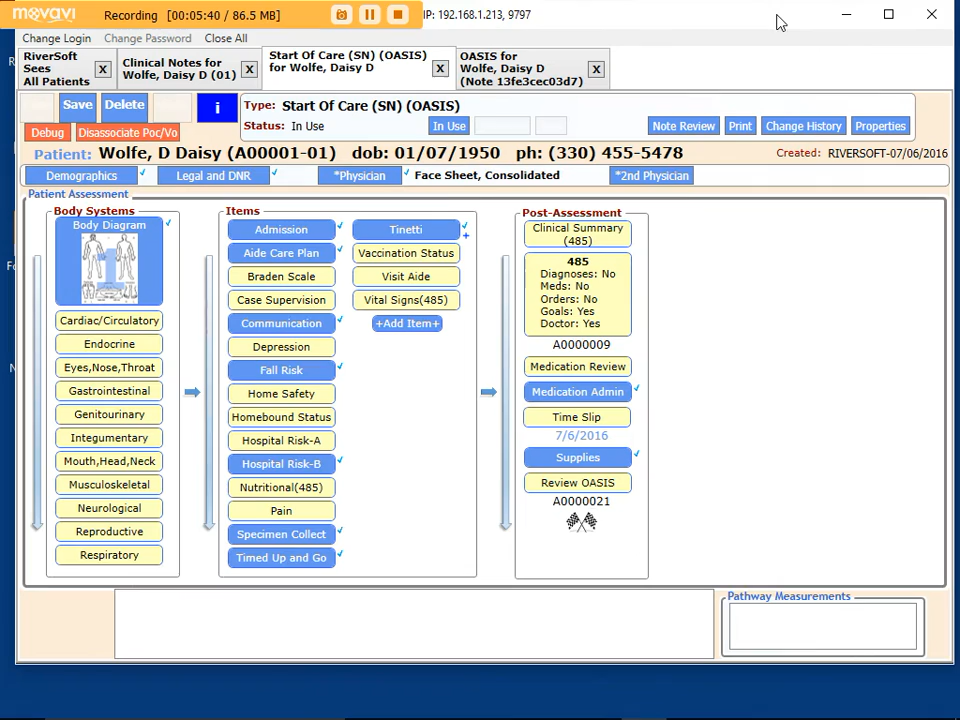 movavi Recording [00:05:40 / 86.5 MB] IP: 192.168.1.213, 9797
Change Login Change Password Close All
RiverSoft
Sees
All Patients
X
Clinical Notes for
Wolfe, Daisy D (01)
X
Start Of Care (SN) (OASIS)
for Wolfe, Daisy D
X
OASIS for
Wolfe, Daisy D
(Note 13fe3cec03d7)
X
Save Delete i
Debug Disassociate Poc/Vo
Type: Start Of Care (SN) (OASIS)
Status: In Use In Use Note Review Print Change History Properties
Patient: Wolfe, D Daisy (A00001-01) dob: 01/07/1950 ph: (330) 455-5478 Created: RIVERSOFT-07/06/2016
Demographics Legal and DNR *Physician Face Sheet, Consolidated *2nd Physician
Patient Assessment
Body Systems
Body Diagram
Cardiac/Circulatory
Endocrine
Eyes,Nose,Throat
Gastrointestinal
Genitourinary
Integumentary
Mouth,Head,Neck
Musculoskeletal
Neurological
Reproductive
Respiratory
Items
Admission
Aide Care Plan
Braden Scale
Case Supervision
Communication
Depression
Fall Risk
Home Safety
Homebound Status
Hospital Risk-A
Hospital Risk-B
Nutritional(485)
Pain
Specimen Collect
Timed Up and Go
Tinetti
+
Vaccination Status
Visit Aide
Vital Signs(485)
+Add Item+
Post-Assessment
Clinical Summary
(485)
485
Diagnoses: No
Meds: No
Orders: No
Goals: Yes
Doctor: Yes
A0000009
Medication Review
Medication Admin
Time Slip
7/6/2016
Supplies
Review OASIS
A0000021
Pathway Measurements